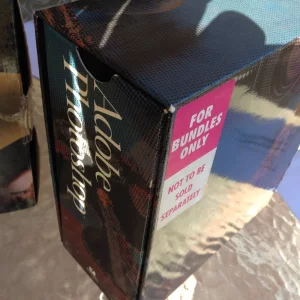 Adobe
Photoshop
FOR
BUNDLES
ONLY
NOT TO BE
SOLD
SEPARATELY